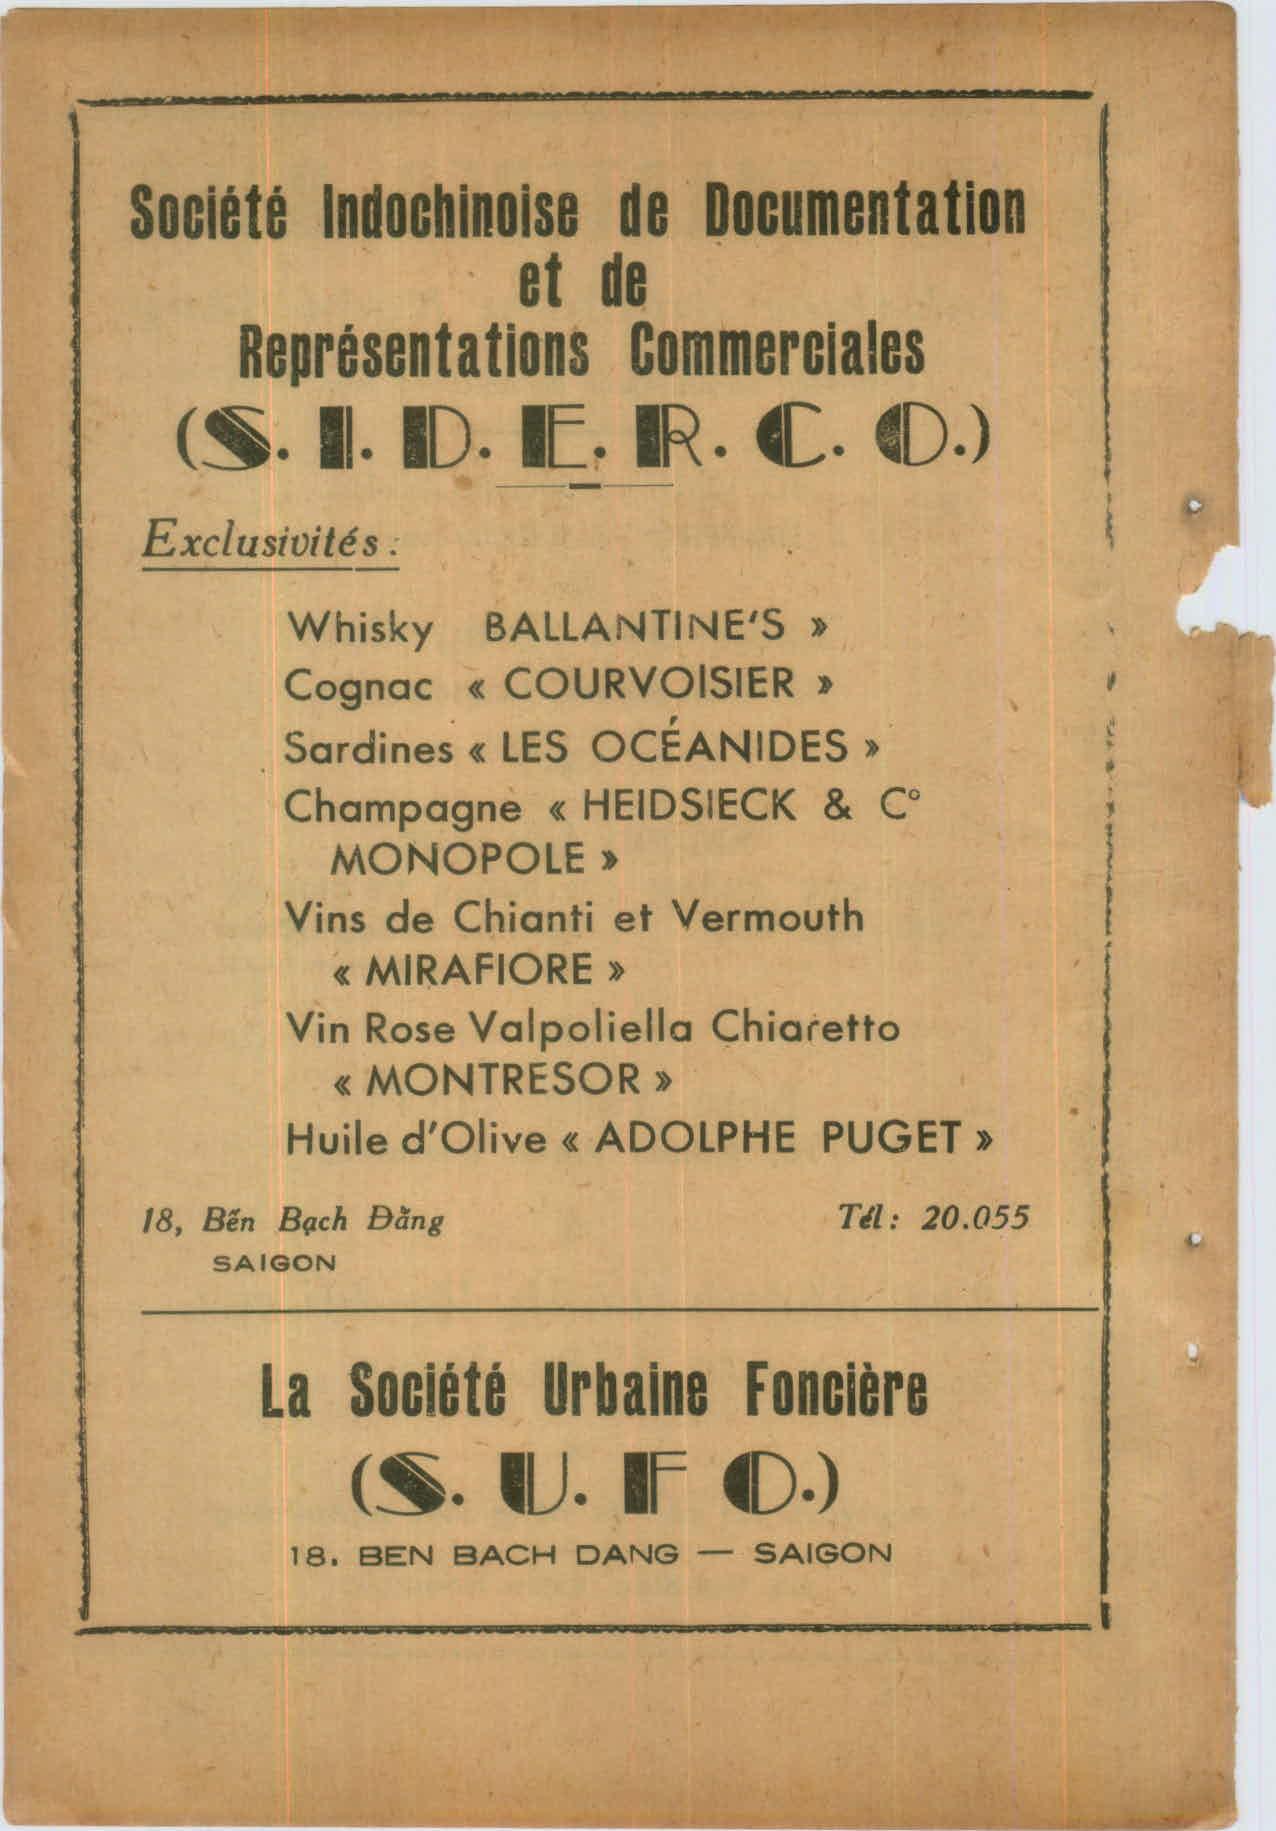 Société Indochinoise de Documentation
et de
Représentations Commerciales
(S. I. D. E. R. C. O.)
Exclusivités :
Whisky BALLANTINE'S »
Cognac « COURVOISIER »
Sardines « LES OCÉANIDES »
Champagne « HEIDSIECK & C°
MONOPOLE »
Vins de Chianti et Vermouth
« MIRAFIORE »
Vin Rose Valpoliella Chiaretto
« MONTRESOR »
Huile d'Olive « ADOLPHE PUGET »
18, Bến Bạch Đằng Tél: 20.055
SAIGON
La Société Urbaine Foncière
(S. U. F O.)
18. BEN BACH DANG — SAIGON